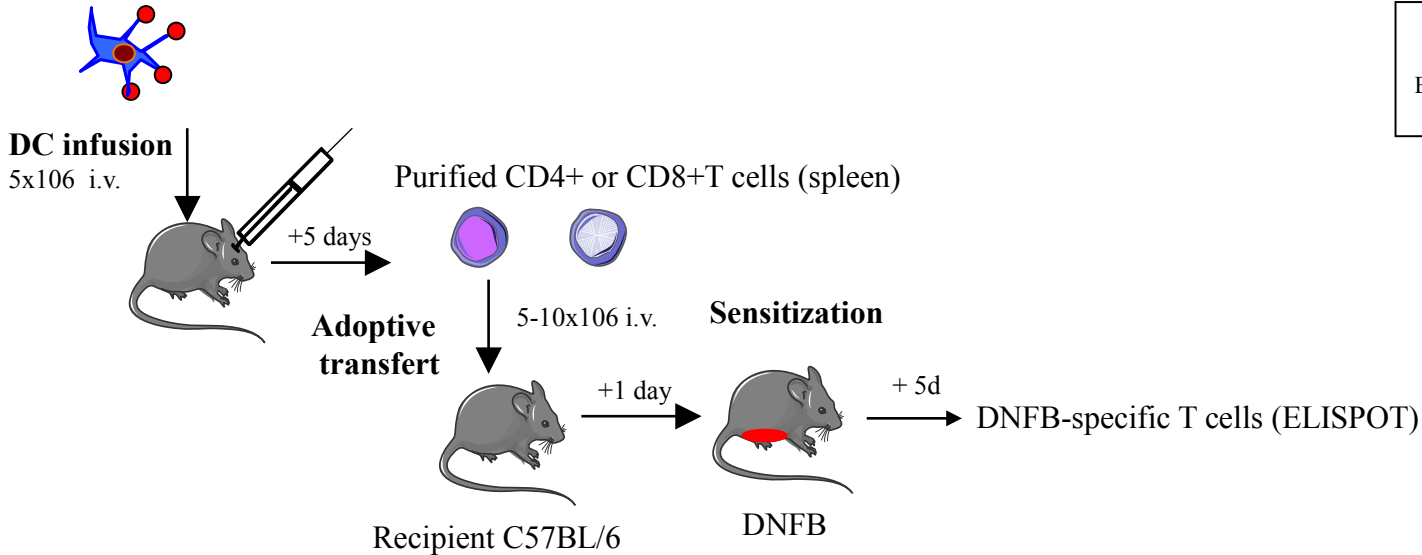 DC infusion
5x106 i.v.
+5 days
Purified CD4+ or CD8+T cells (spleen)
Adoptive
transfert
5-10x106 i.v.
Recipient C57BL/6
+1 day
Sensitization
DNFB
+ 5d
DNFB-specific T cells (ELISPOT)